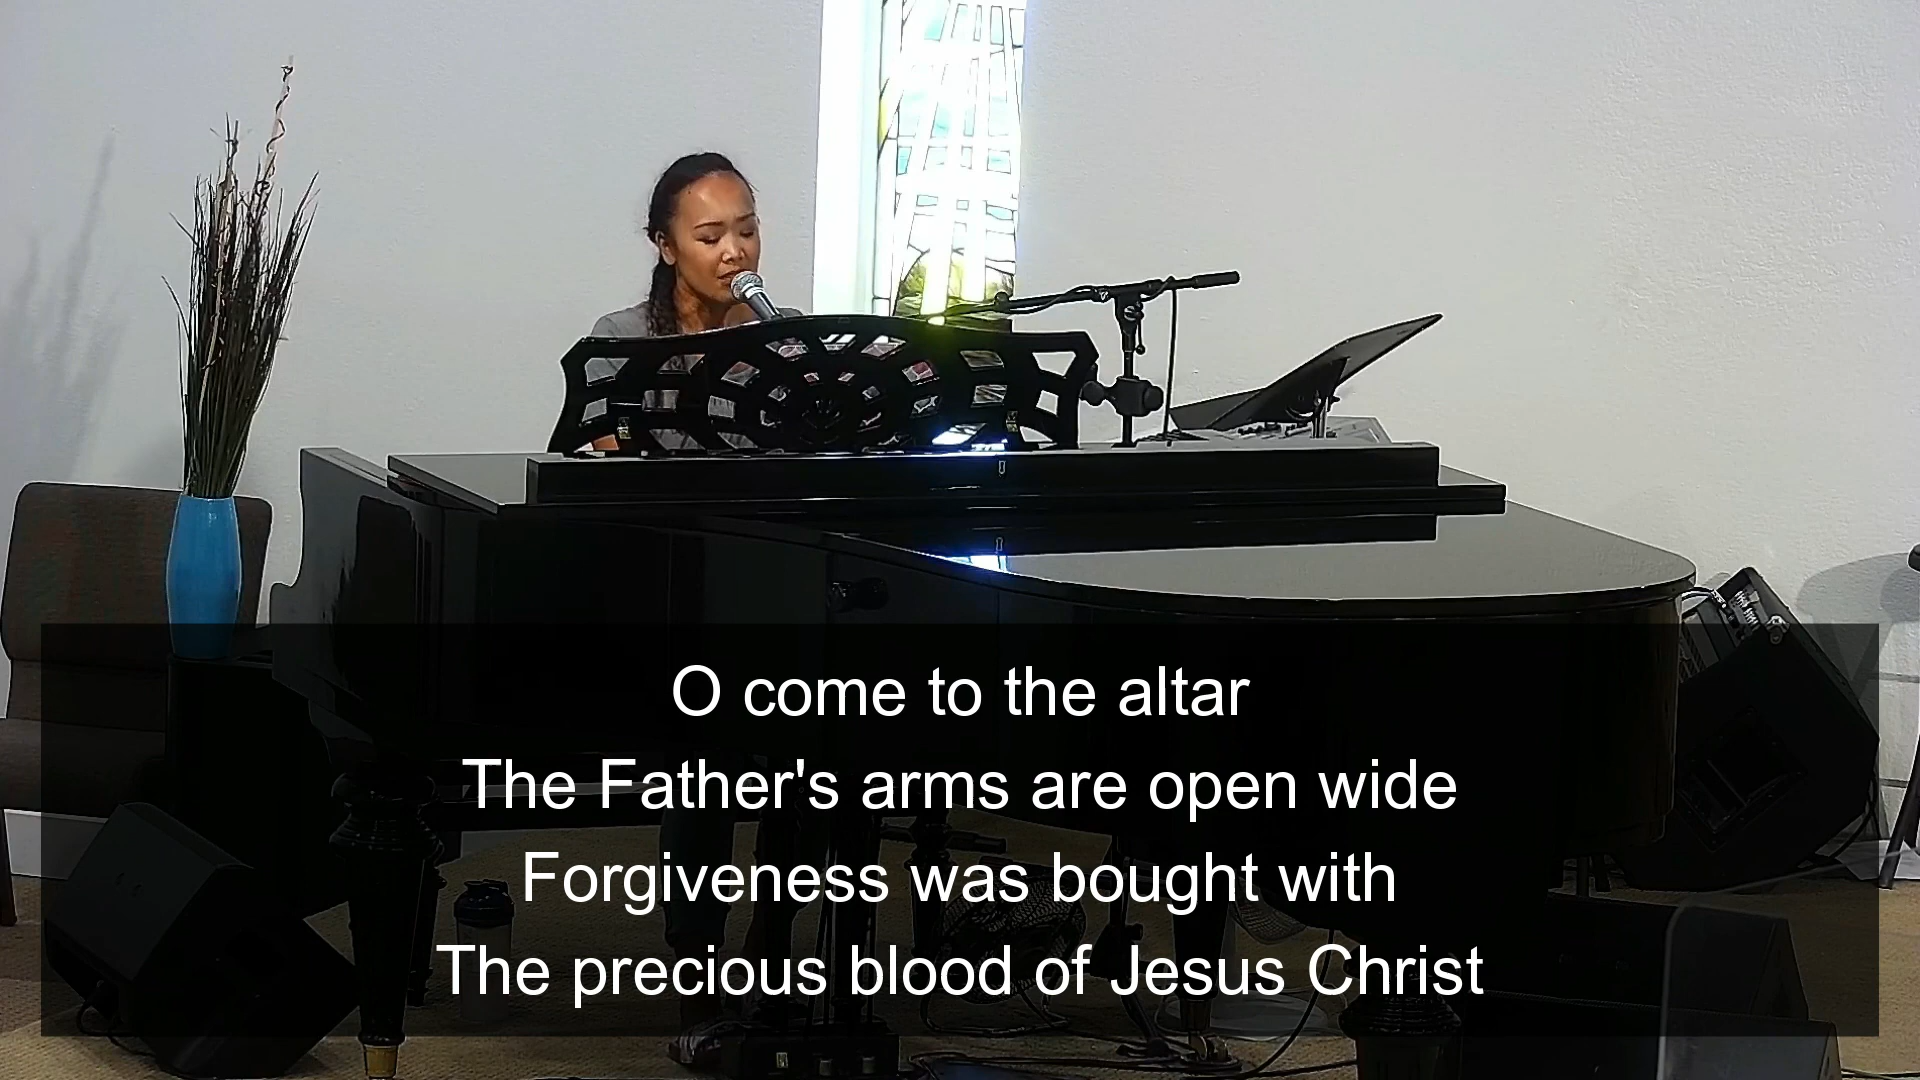 O come to the altar
The Father's arms are open wide
Forgiveness was bought with
The precious blood of Jesus Christ